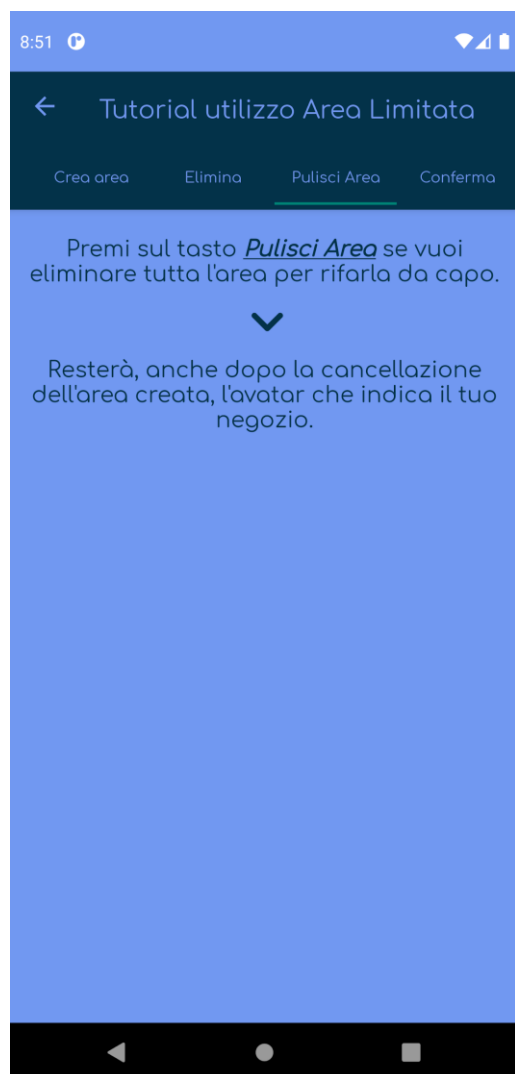 8:51
Tutorial utilizzo Area Limitata
Crea area Elimina Pulisci Area Conferma
Premi sul tasto Pulisci Area se vuoi
eliminare tutta l'area per rifarla da capo.
Resterà, anche dopo la cancellazione
dell'area creata, l'avatar che indica il tuo
negozio.